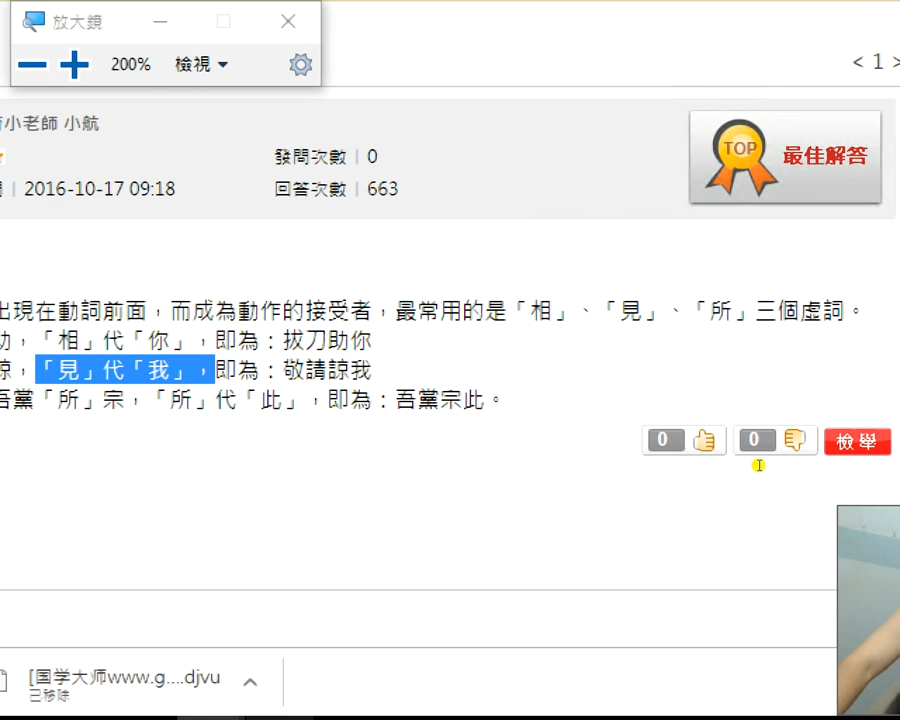 放大鏡
200% 檢視
< 1 >
小老師 小航
發問次數 | 0
| 2016-10-17 09:18
回答次數 | 663
TOP 最佳解答
出現在動詞前面，而成為動作的接受者，最常用的是「相」、「見」、「所」三個虛詞。
助，「相」代「你」，即為：拔刀助你
諒，「見」代「我」，即為：敬請諒我
吾黨「所」宗，「所」代「此」，即為：吾黨宗此。
0 0 檢舉
[国学大师www.g....djvu
已移除